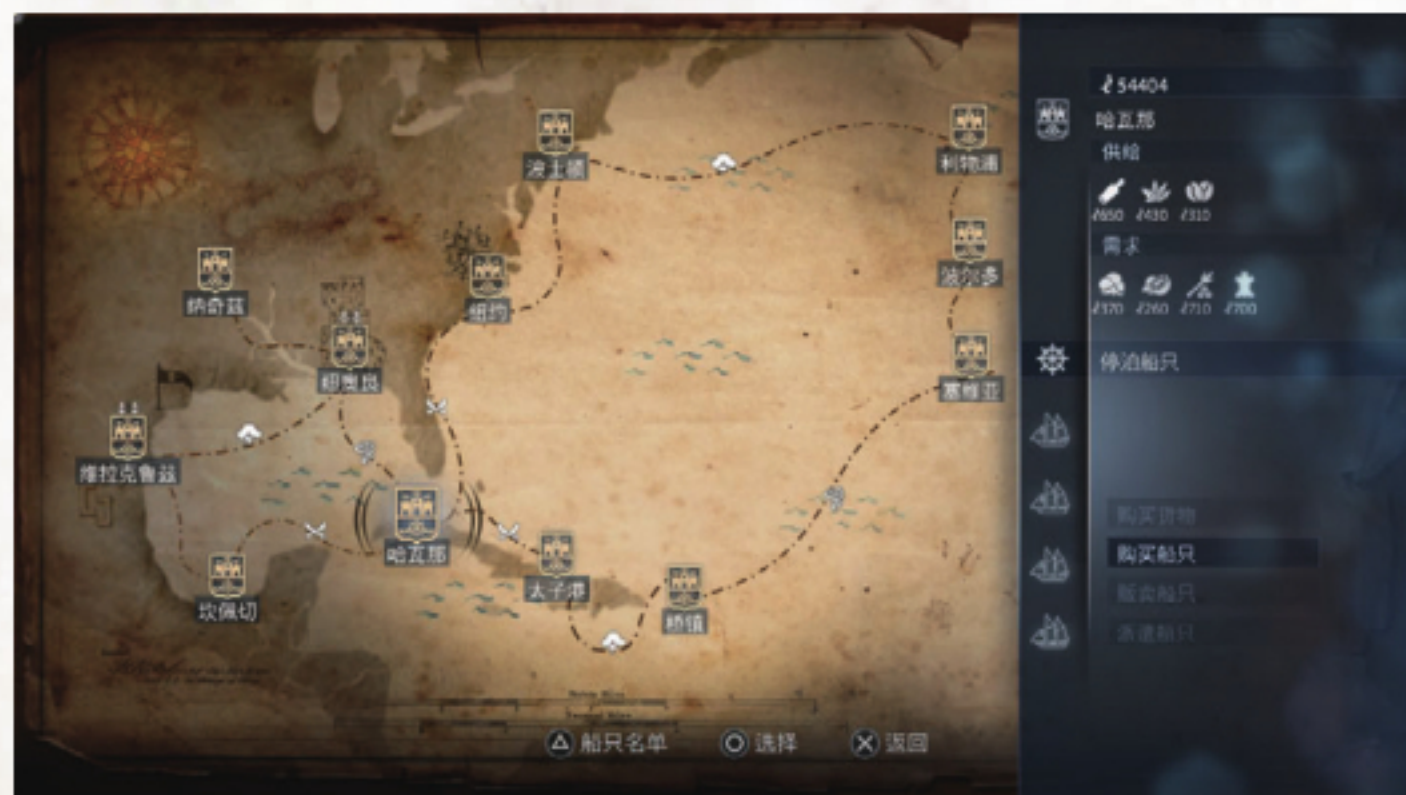 波士顿
利物浦
波尔多
纳奇兹
纽约
纽奥良
塞维亚
维拉克鲁兹
哈瓦那
太子港
坎佩切
桥镇
船只名单
选择
返回
54404
哈瓦那
供给
650 430 310
需求
370 260 710 700
停泊船只
购买货物
购买船只
贩卖船只
派遣船只